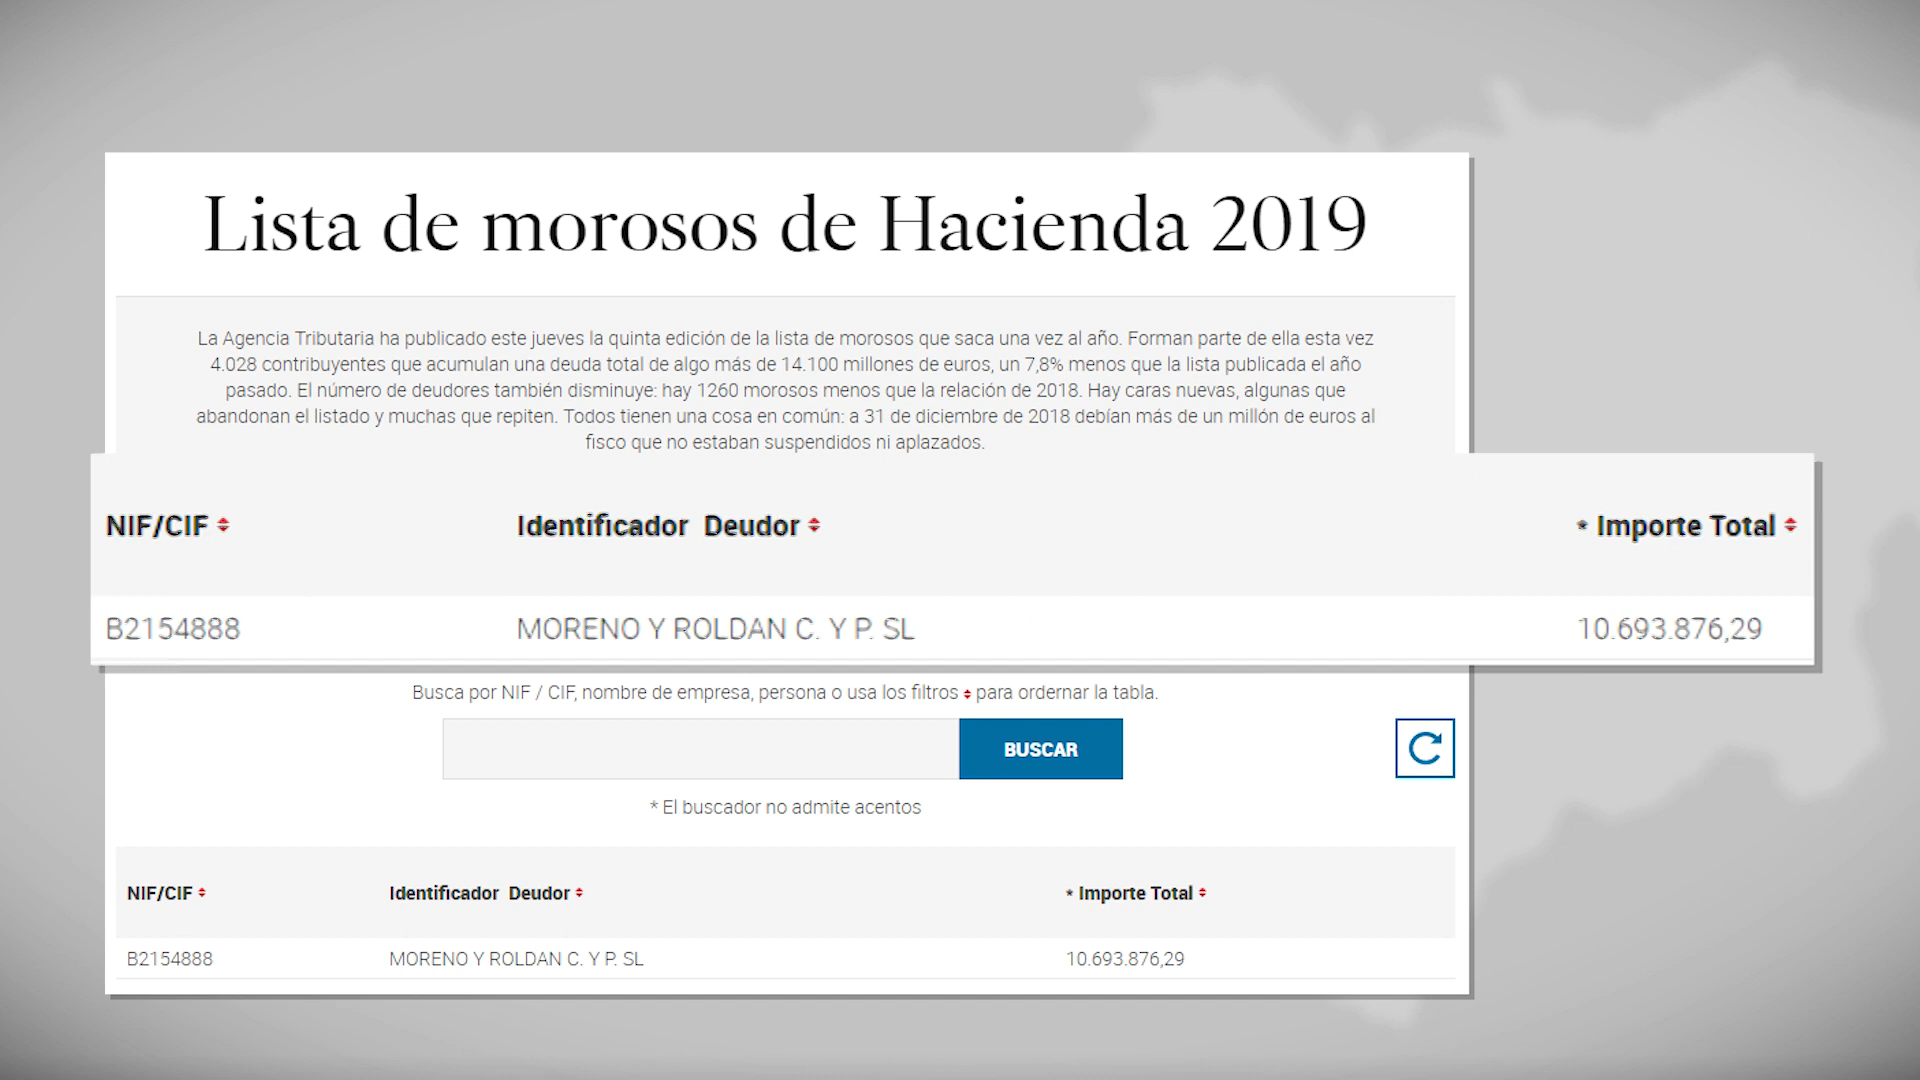 Lista de morosos de Hacienda 2019
La Agencia Tributaria ha publicado este jueves la quinta edición de la lista de morosos que saca una vez al año. Forman parte de ella esta vez
4.028 contribuyentes que acumulan una deuda total de algo más de 14.100 millones de euros, un 7,8% menos que la lista publicada el año
pasado. El número de deudores también disminuye: hay 1260 morosos menos que la relación de 2018. Hay caras nuevas, algunas que
abandonan el listado y muchas que repiten. Todos tienen una cosa en común: a 31 de diciembre de 2018 debían más de un millón de euros al
fisco que no estaban suspendidos ni aplazados.
NIF/CIF Identificador Deudor * Importe Total
B2154888 MORENO Y ROLDAN C. Y P. SL 10.693.876,29
Busca por NIF / CIF, nombre de empresa, persona o usa los filtros para ordernar la tabla.
BUSCAR
* El buscador no admite acentos
NIF/CIF Identificador Deudor * Importe Total
B2154888 MORENO Y ROLDAN C. Y P. SL 10.693.876,29